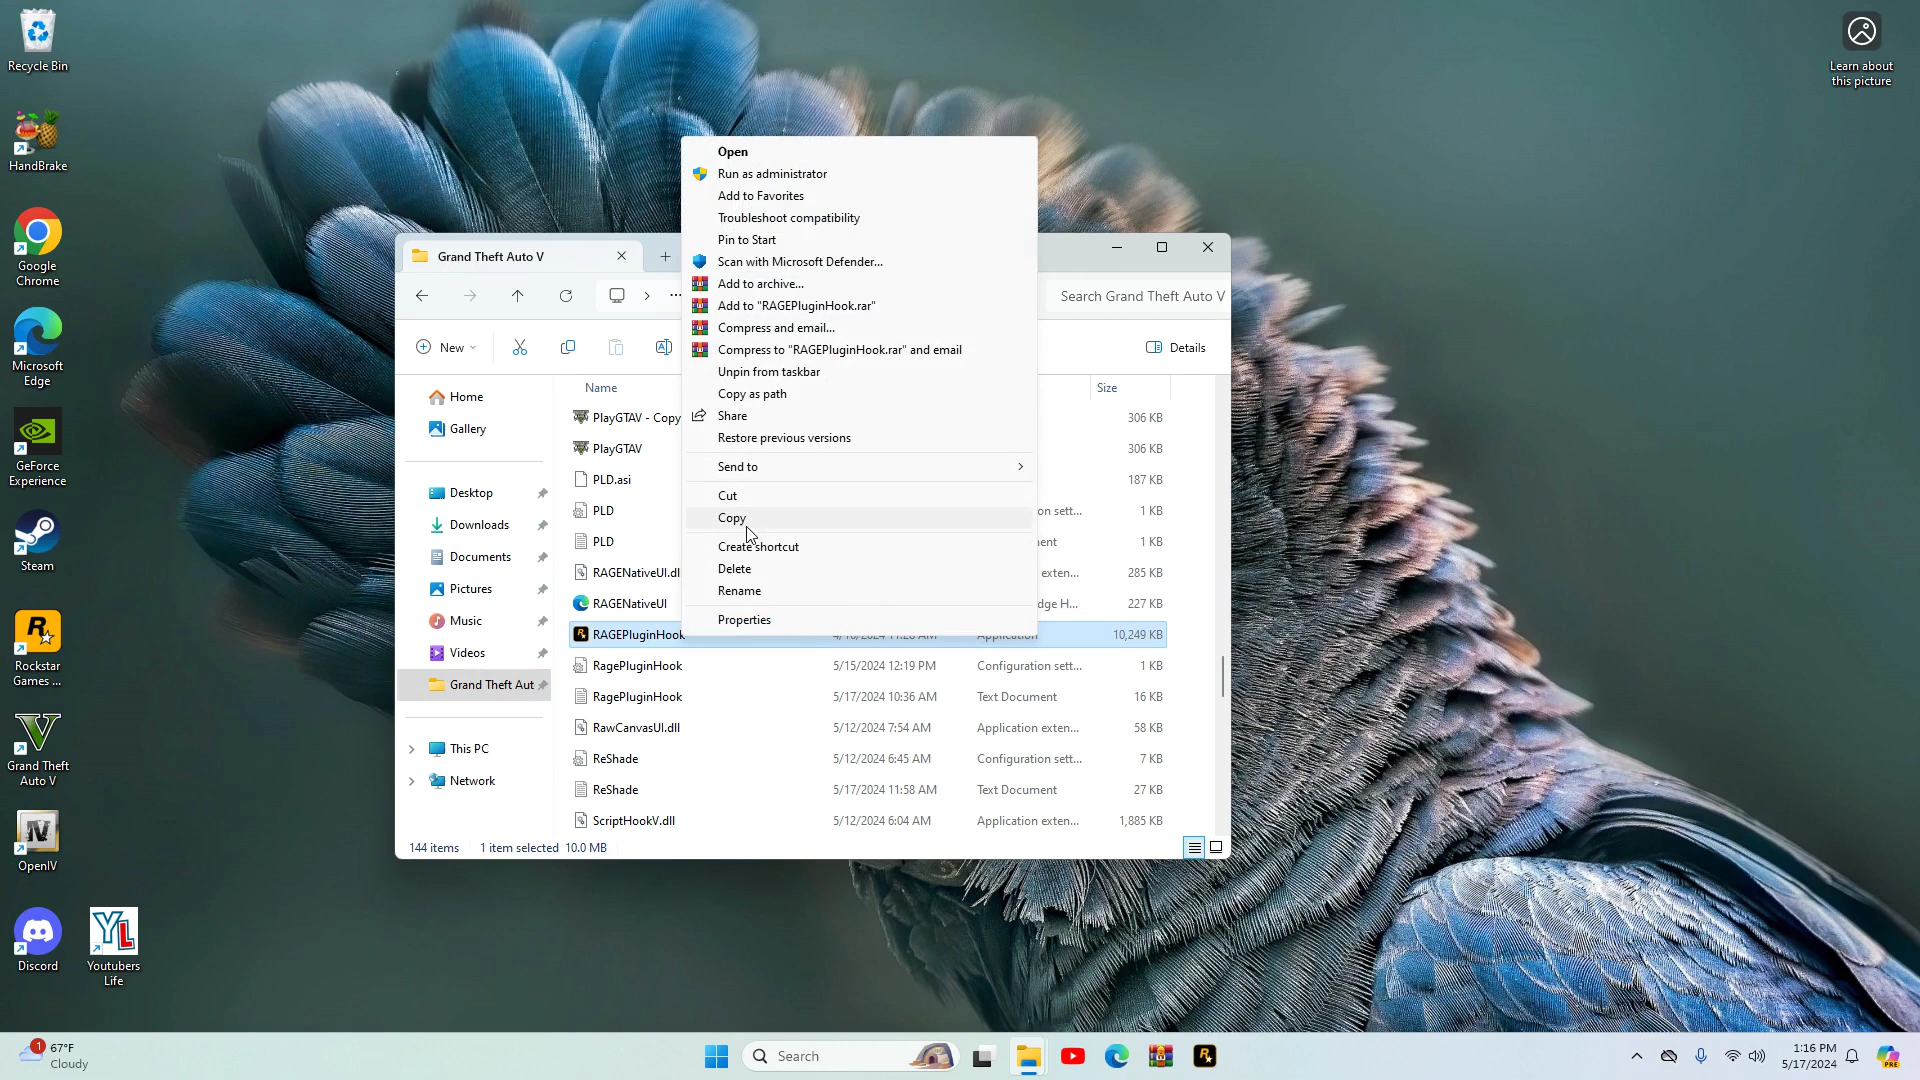 Recycle Bin
HandBrake
Google
Chrome
Microsoft
Edge
GeForce
Experience
Steam
Rockstar
Games ...
Grand Theft
Auto V
OpenIV
Discord
Youtubers
Life
Learn about
this picture
Grand Theft Auto V
Search Grand Theft Auto V
New
Details
Home
Gallery
Desktop
Downloads
Documents
Pictures
Music
Videos
Grand Theft Aut
This PC
Network
Name
Size
PlayGTAV - Copy
306 KB
PlayGTAV
306 KB
PLD.asi
187 KB
PLD
on sett...
1 KB
PLD
ent
1 KB
RAGENativeUI.dl
exten...
285 KB
RAGENativeUI
dge H...
227 KB
RAGEPluginHook
10,249 KB
RagePluginHook 5/15/2024 12:19 PM Configuration sett... 1 KB
RagePluginHook 5/17/2024 10:36 AM Text Document 16 KB
RawCanvasUI.dll 5/12/2024 7:54 AM Application exten... 58 KB
ReShade 5/12/2024 6:45 AM Configuration sett... 7 KB
ReShade 5/17/2024 11:58 AM Text Document 27 KB
ScriptHookV.dll 5/12/2024 6:04 AM Application exten... 1,885 KB
144 items 1 item selected 10.0 MB
Open
Run as administrator
Add to Favorites
Troubleshoot compatibility
Pin to Start
Scan with Microsoft Defender...
Add to archive...
Add to "RAGEPluginHook.rar"
Compress and email...
Compress to "RAGEPluginHook.rar" and email
Unpin from taskbar
Copy as path
Share
Restore previous versions
Send to
Cut
Copy
Create shortcut
Delete
Rename
Properties
1
67°F
Cloudy
Search
1:16 PM
5/17/2024
PRE